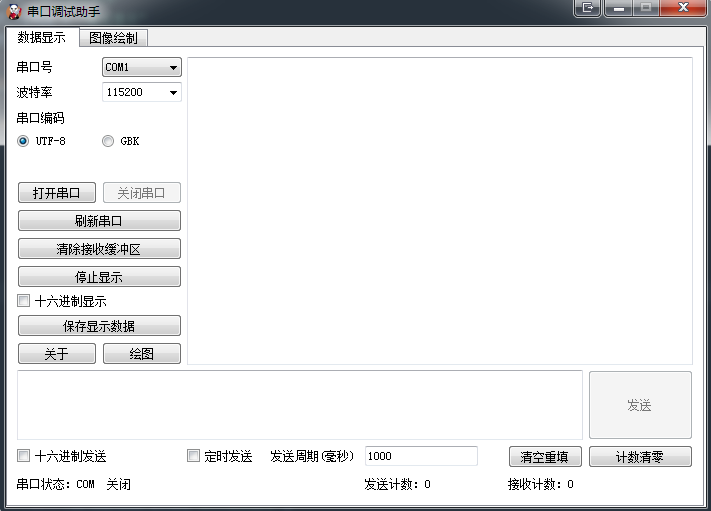 串口调试助手
数据显示 图像绘制
串口号 COM1
波特率 115200
串口编码
UTF-8 GBK
打开串口 关闭串口
刷新串口
清除接收缓冲区
停止显示
十六进制显示
保存显示数据
关于 绘图
发送
十六进制发送 定时发送 发送周期(毫秒) 1000 清空重填 计数清零
串口状态：COM 关闭 发送计数：0 接收计数：0